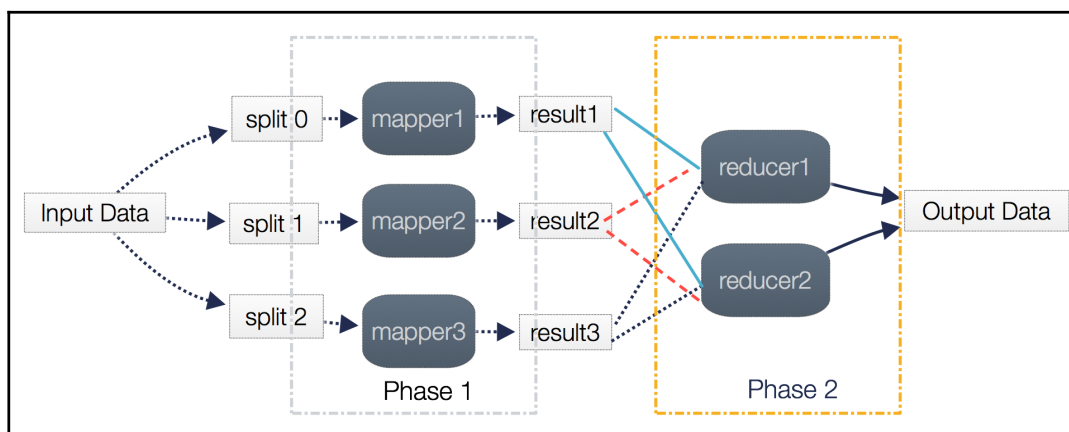 Input Data
split 0
split 1
split 2
mapper1
mapper2
mapper3
Phase 1
result1
result2
result3
reducer1
reducer2
Phase 2
Output Data